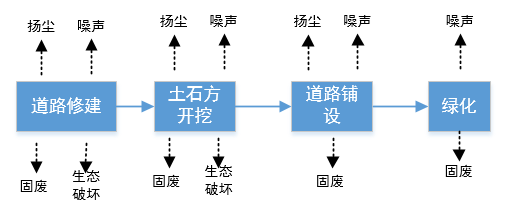 扬尘 噪声 扬尘 噪声 扬尘 噪声 噪声
道路修建
土石方
开挖
道路铺
设
绿化
固废
生态
破坏
固废
生态
破坏
固废
固废